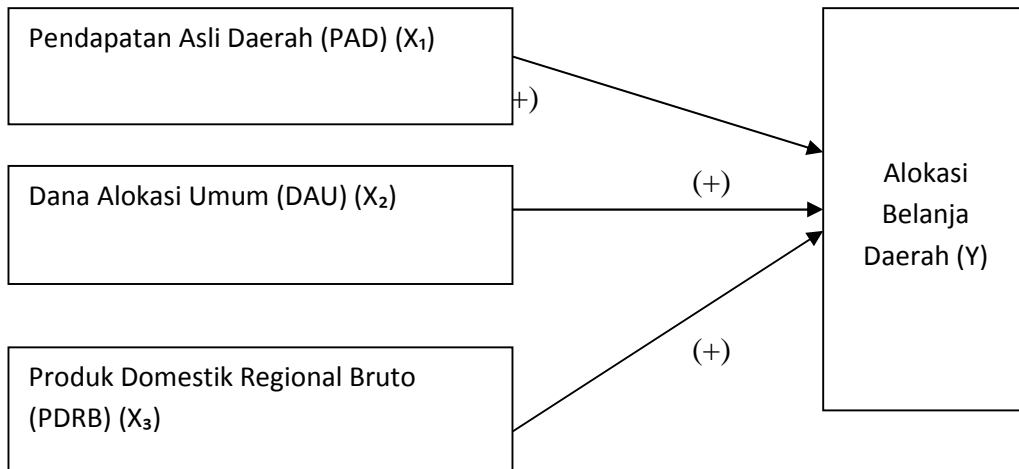 Pendapatan Asli Daerah (PAD) (X₁)
+)
Dana Alokasi Umum (DAU) (X₂)
(+)
Alokasi
Belanja
Daerah (Y)
(+)
Produk Domestik Regional Bruto
(PDRB) (X₃)